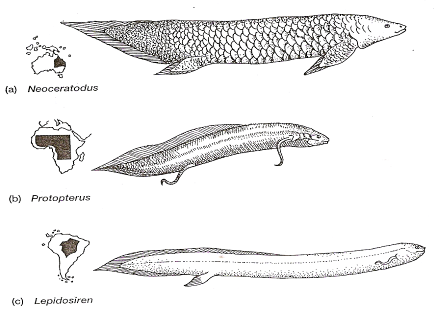 (a) Neoceratodus
(b) Protopterus
(c) Lepidosiren